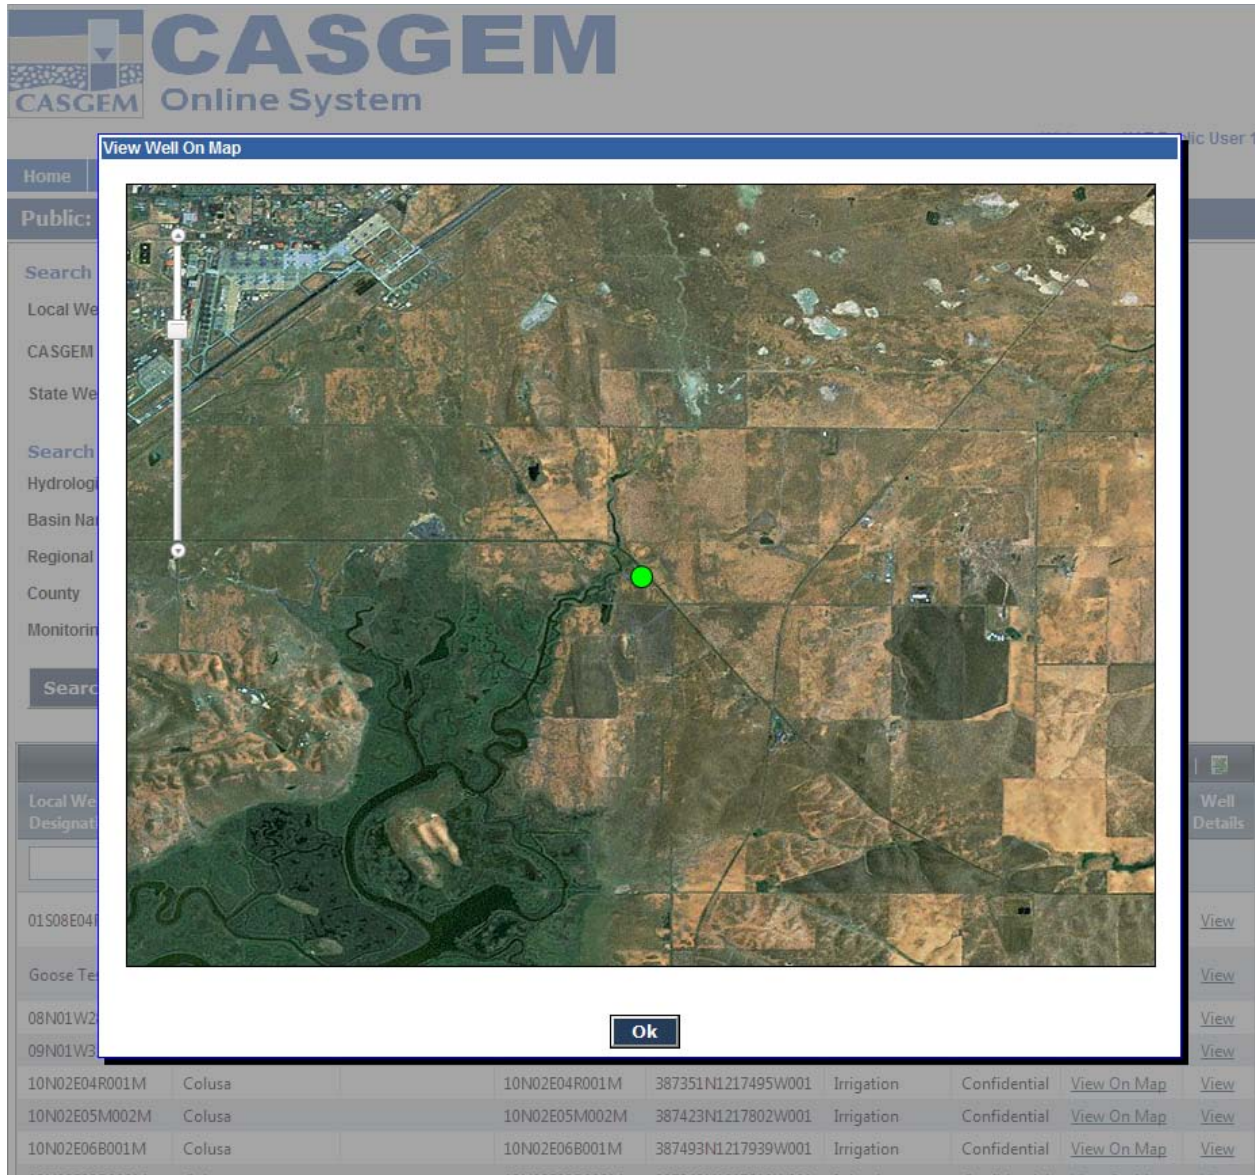 CASGEM
CASGEM
Online System
lic User 1
View Well On Map
Home
Public:
Search
Local We
CASGEM
State We
Search
Hydrologi
Basin Nar
Regional
County
Monitorin
Searc
Local We
Designat
Well
Details
01S08E04
View
Goose Te
View
08N01W2
View
09N01W3
View
Ok
10N02E04R001M Colusa 10N02E04R001M 387351N1217495W001 Irrigation Confidential View On Map View
10N02E05M002M Colusa 10N02E05M002M 387423N1217802W001 Irrigation Confidential View On Map View
10N02E06B001M Colusa 10N02E06B001M 387493N1217939W001 Irrigation Confidential View On Map View